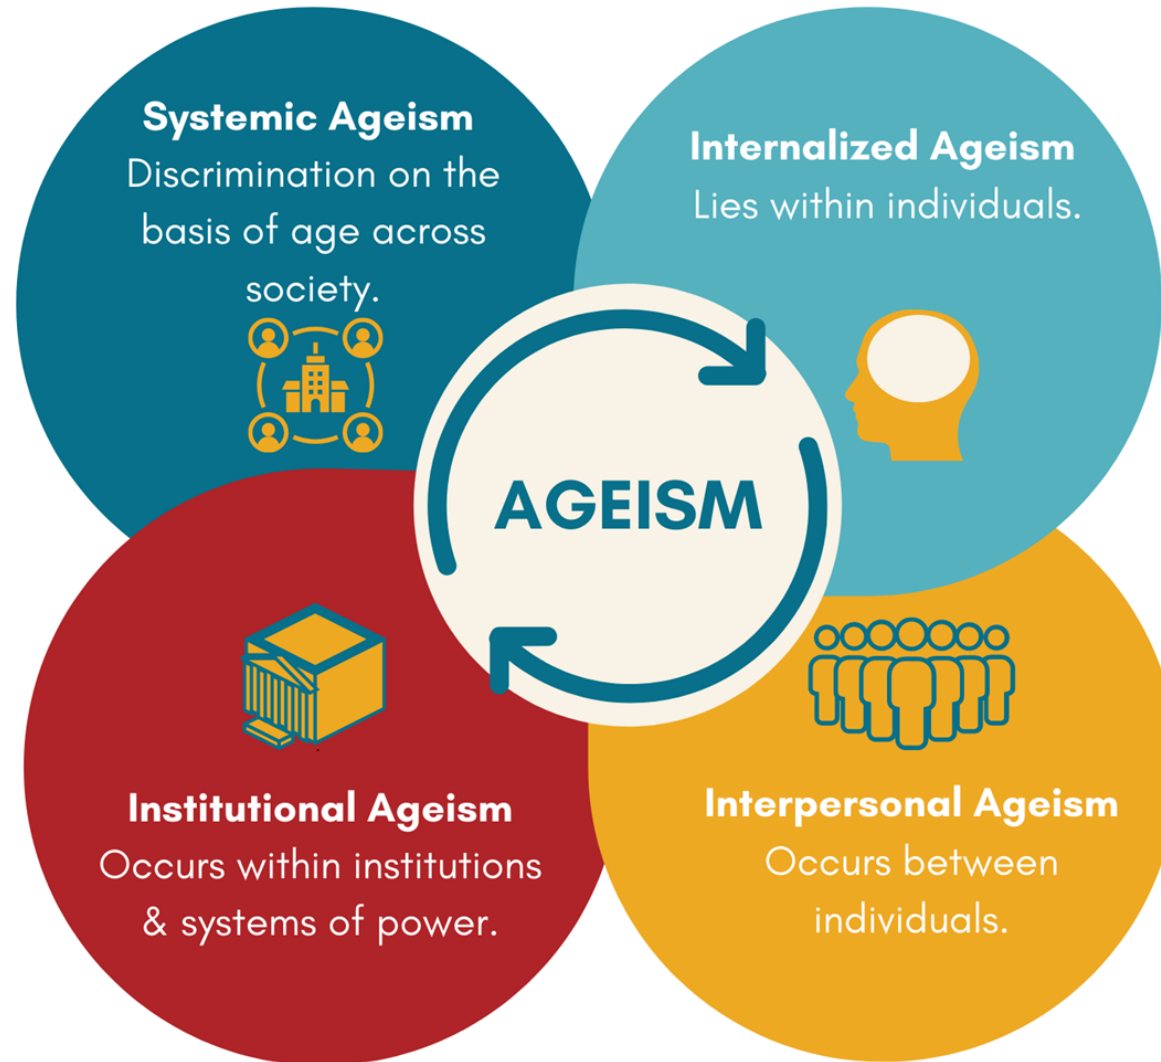 Systemic Ageism
Discrimination on the
basis of age across
society.
Internalized Ageism
Lies within individuals.
AGEISM
Institutional Ageism
Occurs within institutions
& systems of power.
Interpersonal Ageism
Occurs between
individuals.